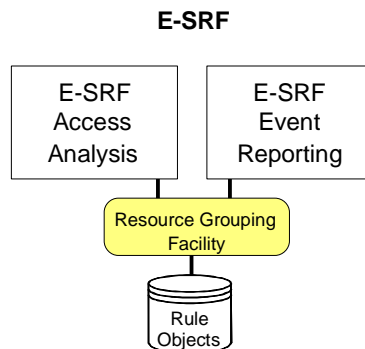 E-SRF
E-SRF
Access
Analysis
E-SRF
Event
Reporting
Resource Grouping
Facility
Rule
Objects